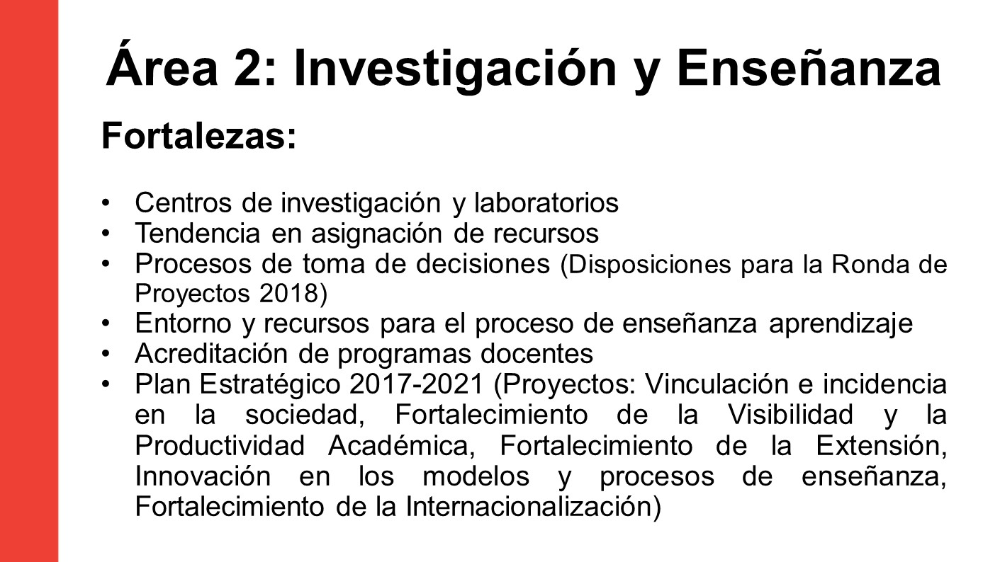 Área 2: Investigación y Enseñanza
Fortalezas:
• Centros de investigación y laboratorios
• Tendencia en asignación de recursos
• Procesos de toma de decisiones (Disposiciones para la Ronda de
Proyectos 2018)
• Entorno y recursos para el proceso de enseñanza aprendizaje
• Acreditación de programas docentes
• Plan Estratégico 2017-2021 (Proyectos: Vinculación e incidencia
en la sociedad, Fortalecimiento de la Visibilidad y la
Productividad Académica, Fortalecimiento de la Extensión,
Innovación en los modelos y procesos de enseñanza,
Fortalecimiento de la Internacionalización)